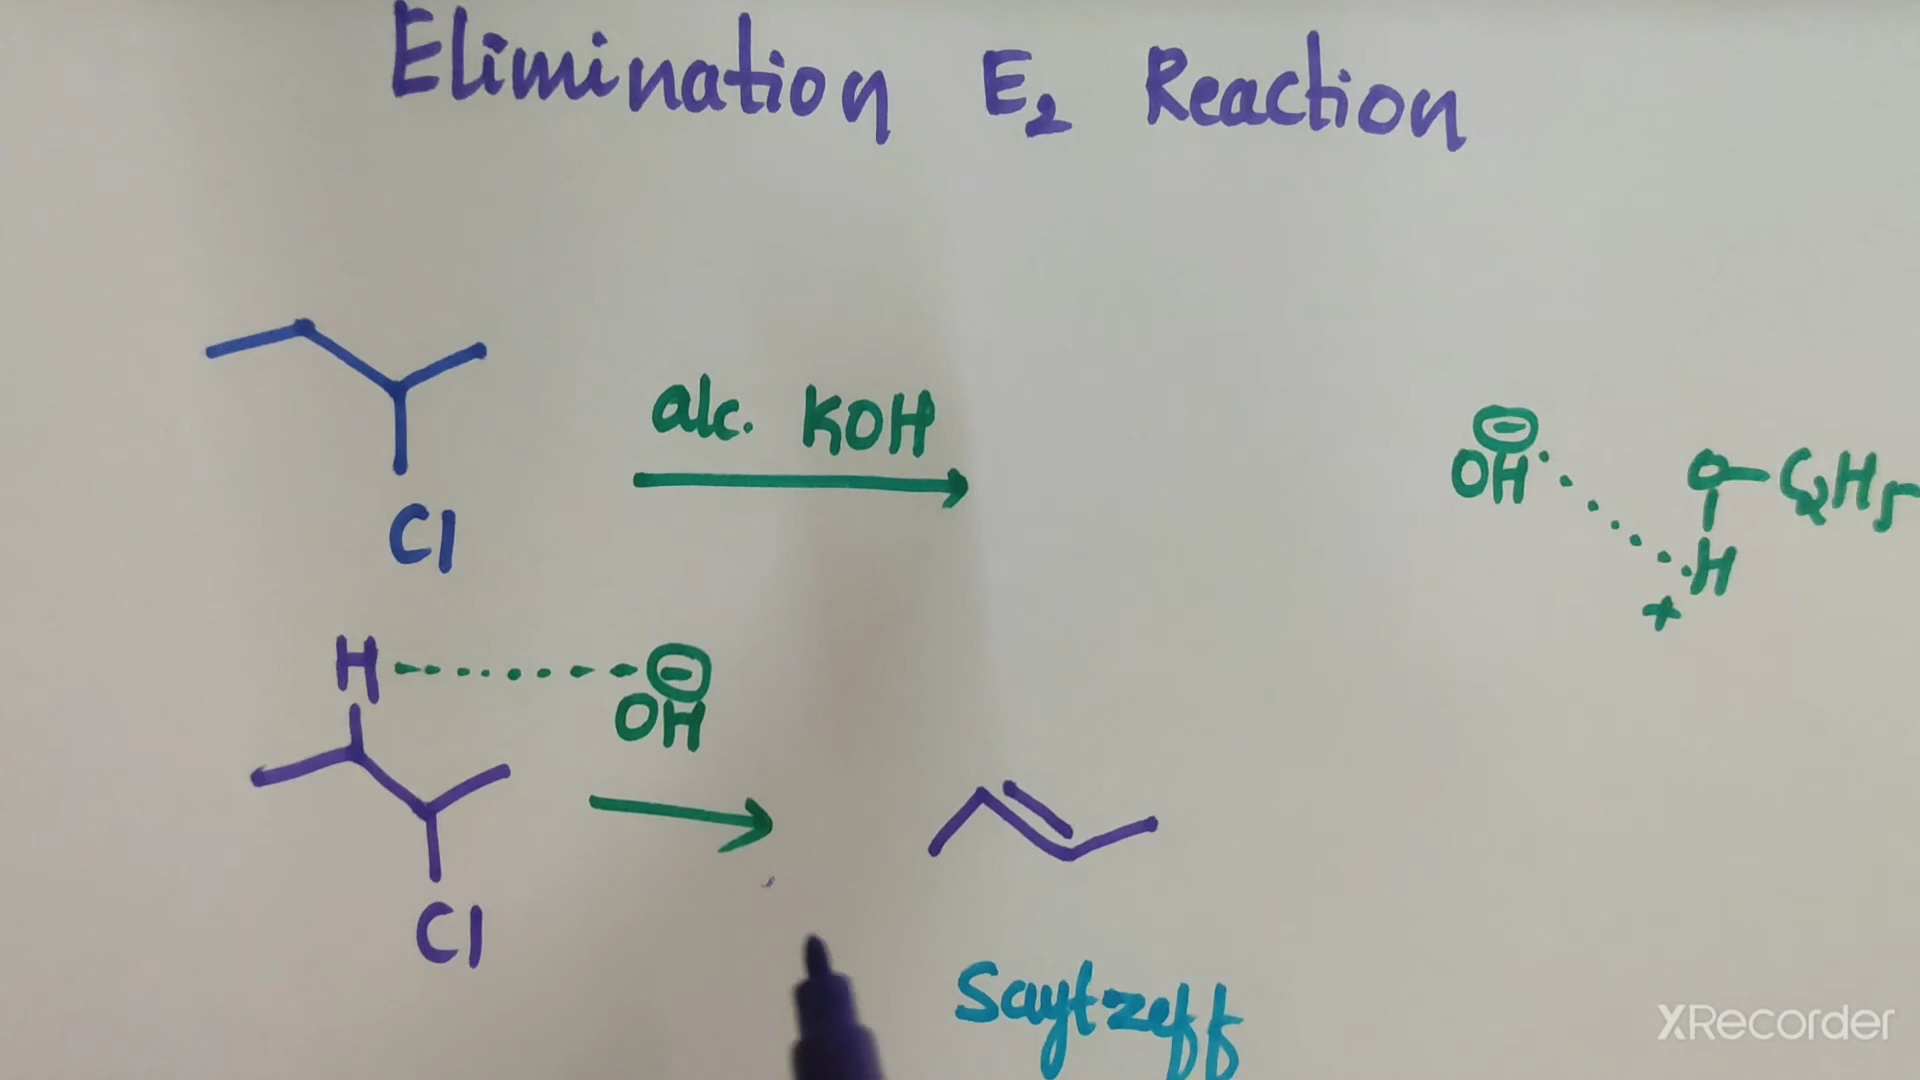 Elimination E2 Reaction
alc. KOH
Cl
⊖
OH
O-C2H5
H
+
H
⊖
OH
Cl
Saytzeff
XRecorder